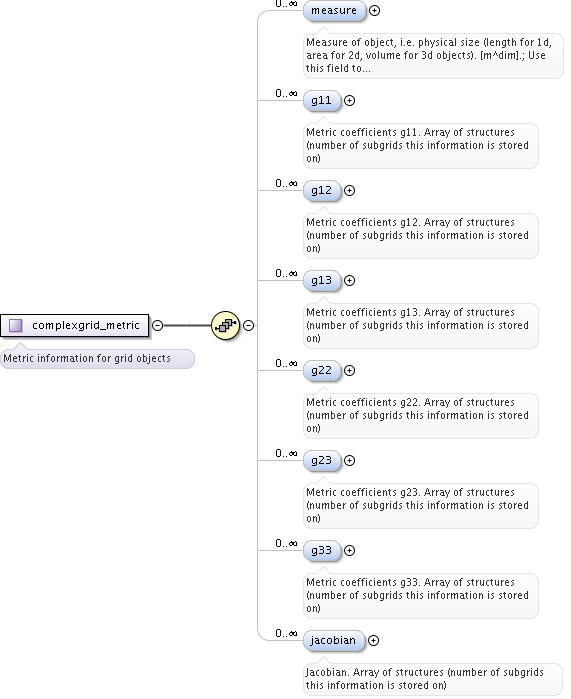 0..∞
measure
Measure of object, i.e. physical size (length for 1d,
area for 2d, volume for 3d objects). [m^dim].; Use
this field to...
0..∞
g11
Metric coefficients g11. Array of structures
(number of subgrids this information is stored
on)
0..∞
g12
Metric coefficients g12. Array of structures
(number of subgrids this information is stored
on)
0..∞
g13
Metric coefficients g13. Array of structures
(number of subgrids this information is stored
on)
complexgrid_metric
Metric information for grid objects
0..∞
g22
Metric coefficients g22. Array of structures
(number of subgrids this information is stored
on)
0..∞
g23
Metric coefficients g23. Array of structures
(number of subgrids this information is stored
on)
0..∞
g33
Metric coefficients g33. Array of structures
(number of subgrids this information is stored
on)
0..∞
jacobian
Jacobian. Array of structures (number of subgrids
this information is stored on)